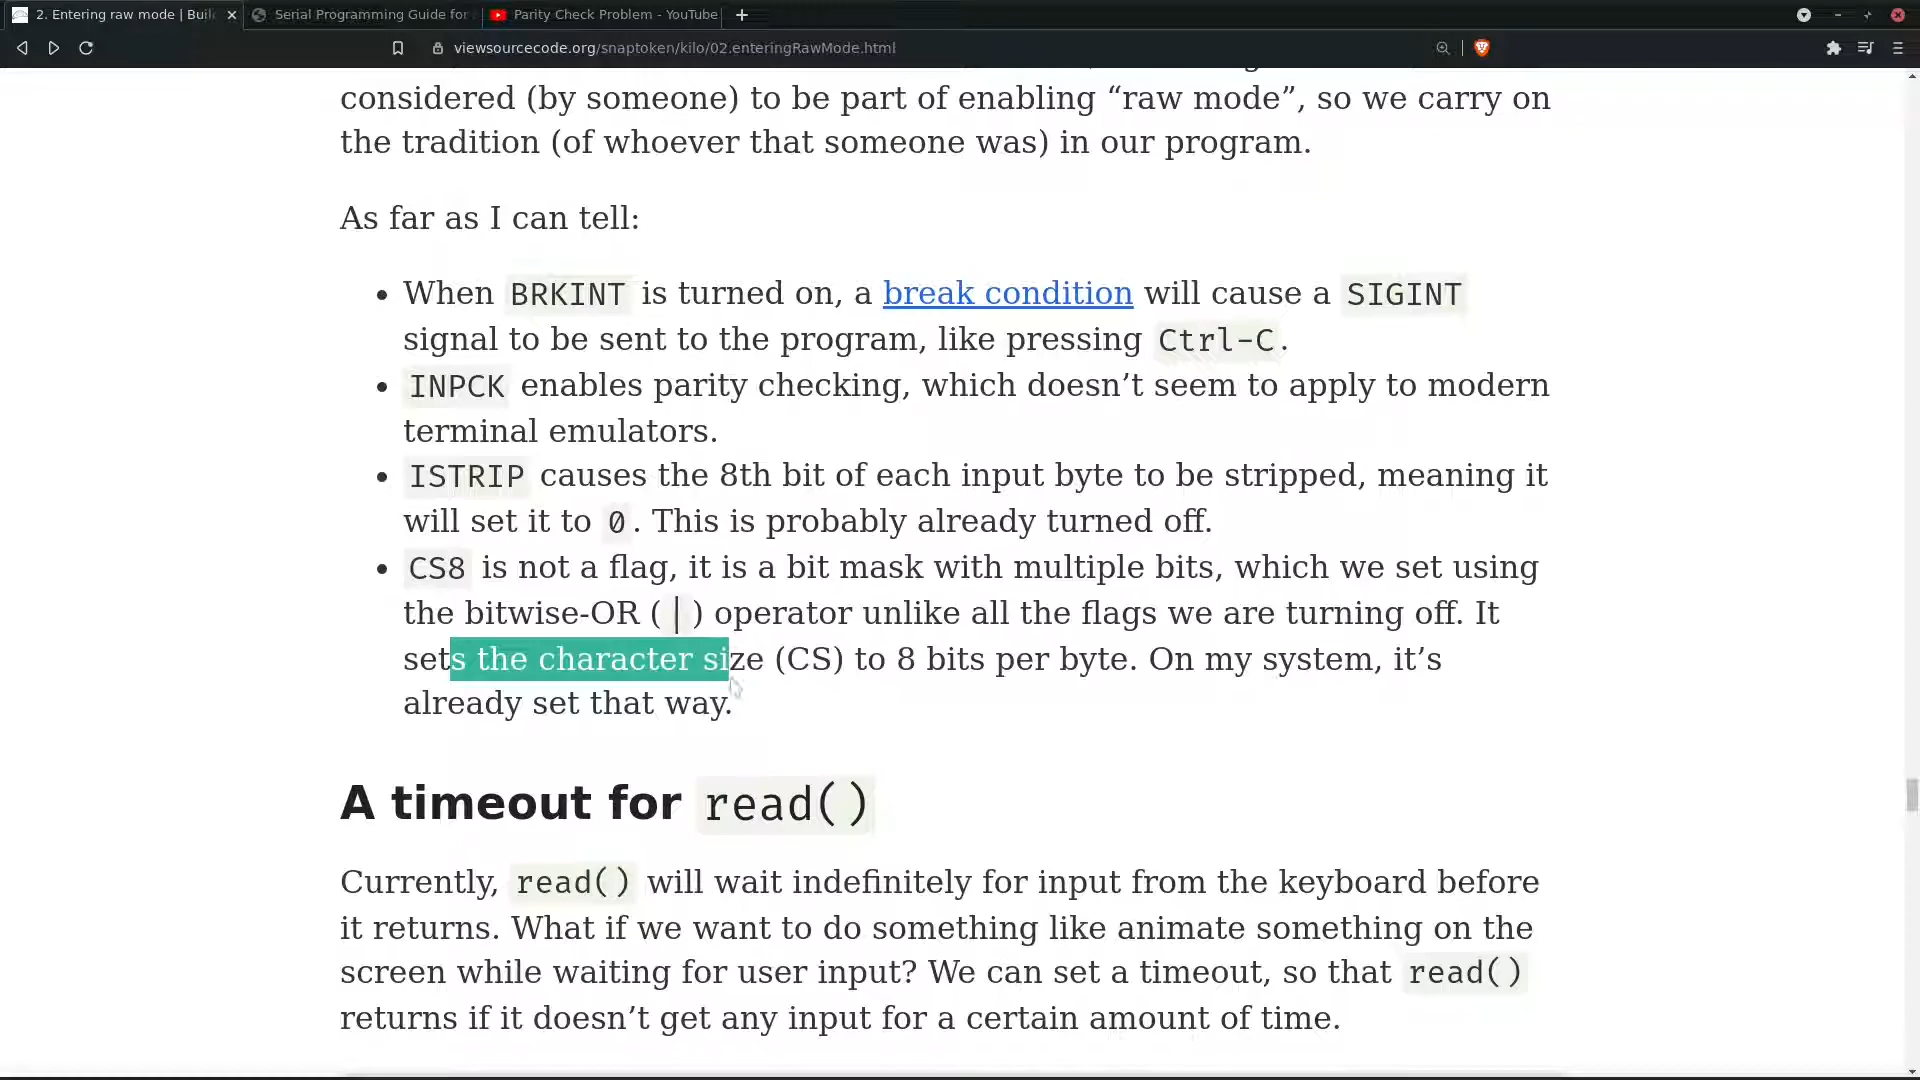 2. Entering raw mode | Buil
Serial Programming Guide for
Parity Check Problem - YouTube
viewsourcecode.org/snaptoken/kilo/02.enteringRawMode.html
considered (by someone) to be part of enabling “raw mode”, so we carry on
the tradition (of whoever that someone was) in our program.
As far as I can tell:
• When BRKINT is turned on, a break condition will cause a SIGINT
signal to be sent to the program, like pressing Ctrl-C.
• INPCK enables parity checking, which doesn’t seem to apply to modern
terminal emulators.
• ISTRIP causes the 8th bit of each input byte to be stripped, meaning it
will set it to 0. This is probably already turned off.
• CS8 is not a flag, it is a bit mask with multiple bits, which we set using
the bitwise-OR ( | ) operator unlike all the flags we are turning off. It
sets the character size (CS) to 8 bits per byte. On my system, it’s
already set that way.
A timeout for read()
Currently, read() will wait indefinitely for input from the keyboard before
it returns. What if we want to do something like animate something on the
screen while waiting for user input? We can set a timeout, so that read()
returns if it doesn’t get any input for a certain amount of time.